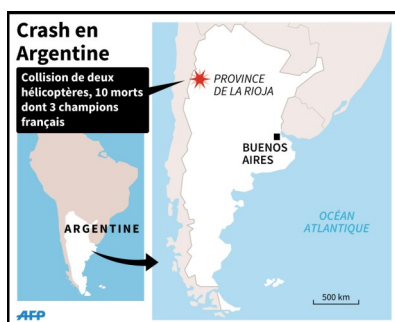 Crash en
Argentine
Collision de deux
hélicoptères, 10 morts
dont 3 champions
français
PROVINCE
DE LA RIOJA
BUENOS
AIRES
ARGENTINE
OCÉAN
ATLANTIQUE
500 km
AFP